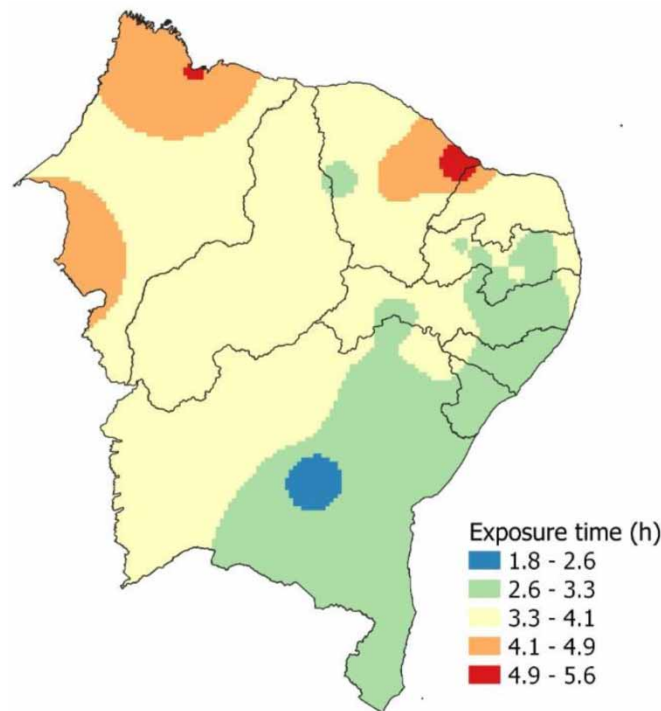 Exposure time (h)
1.8 - 2.6
2.6 - 3.3
3.3 - 4.1
4.1 - 4.9
4.9 - 5.6